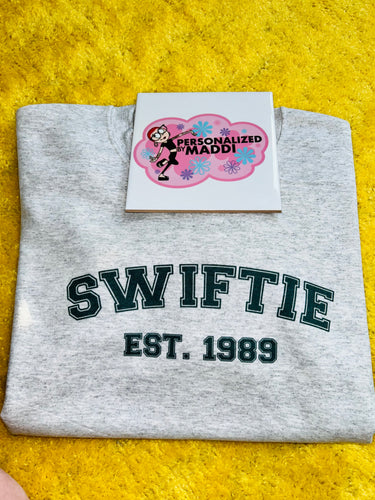 PERSONALIZED
BY MADDI
SWIFTIE
EST. 1989